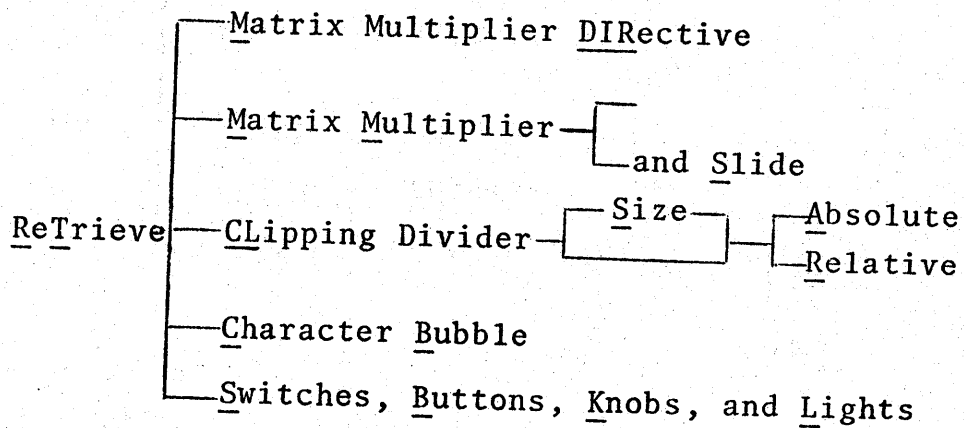 Matrix Multiplier DIRective
Matrix Multiplier
and Slide
ReTrieve
CLipping Divider
Size
Absolute
Relative
Character Bubble
Switches, Buttons, Knobs, and Lights